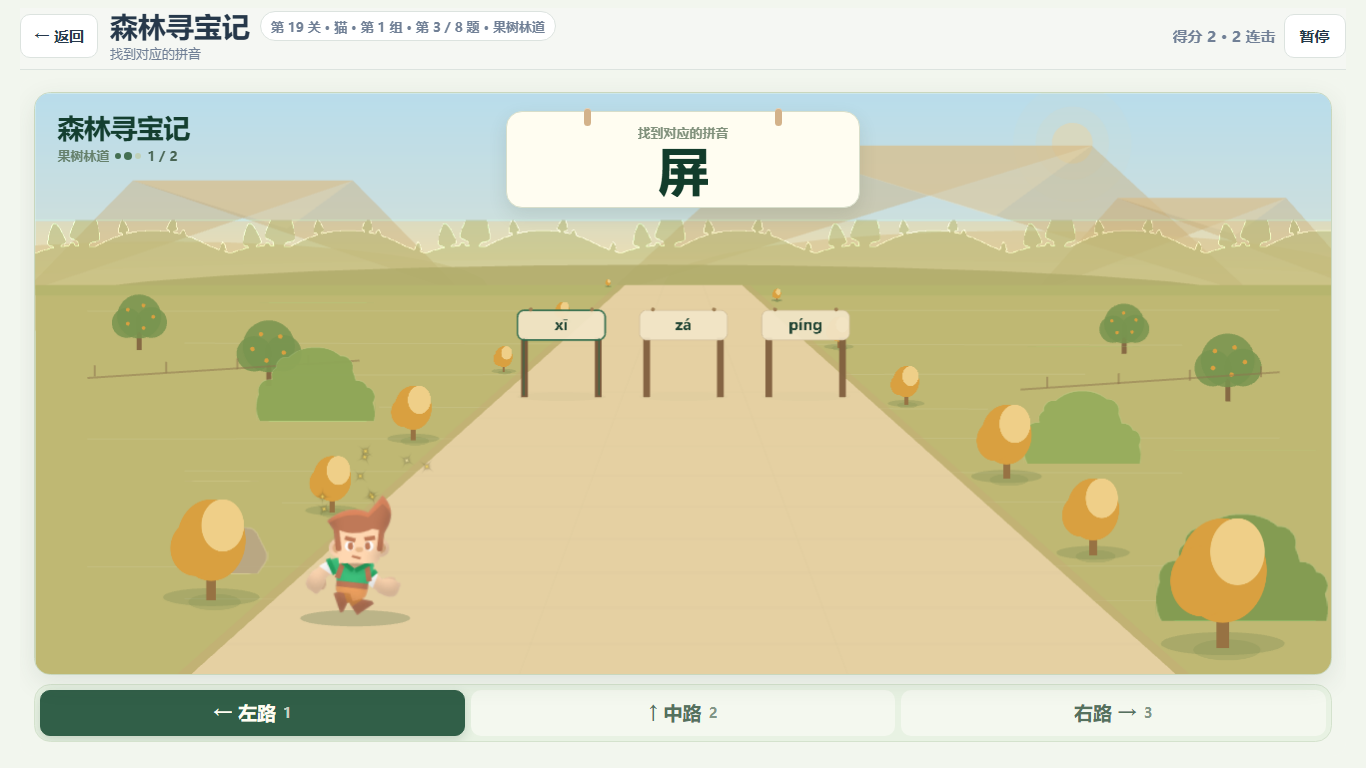 ← 返回
森林寻宝记
第 19 关 • 猫 • 第 1 组 • 第 3 / 8 题 • 果树林道
找到对应的拼音
得分 2 • 2 连击
暂停
森林寻宝记
果树林道 1 / 2
找到对应的拼音
屏
xī
zá
píng
← 左路 1
↑ 中路 2
右路 → 3